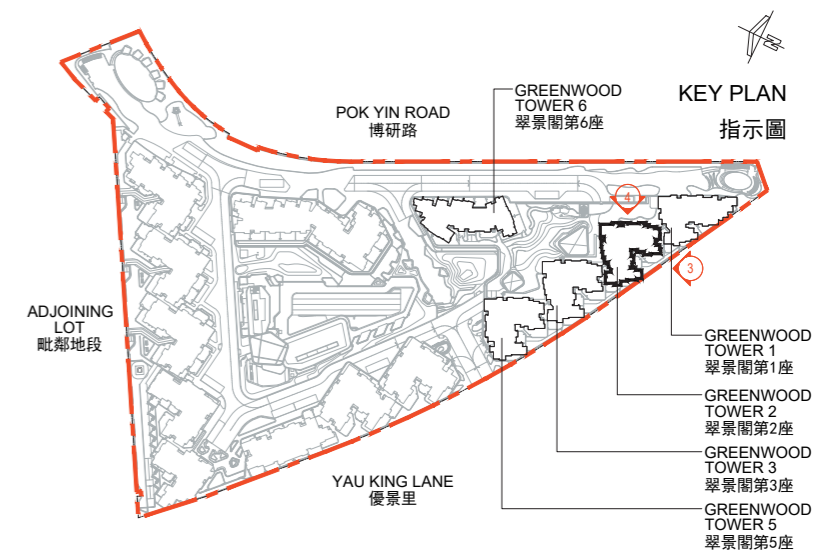 KEY PLAN
指示圖
POK YIN ROAD
博研路
GREENWOOD
TOWER 6
翠景閣第6座
4
3
ADJOINING
LOT
毗鄰地段
GREENWOOD
TOWER 1
翠景閣第1座
GREENWOOD
TOWER 2
翠景閣第2座
GREENWOOD
TOWER 3
翠景閣第3座
GREENWOOD
TOWER 5
翠景閣第5座
YAU KING LANE
優景里